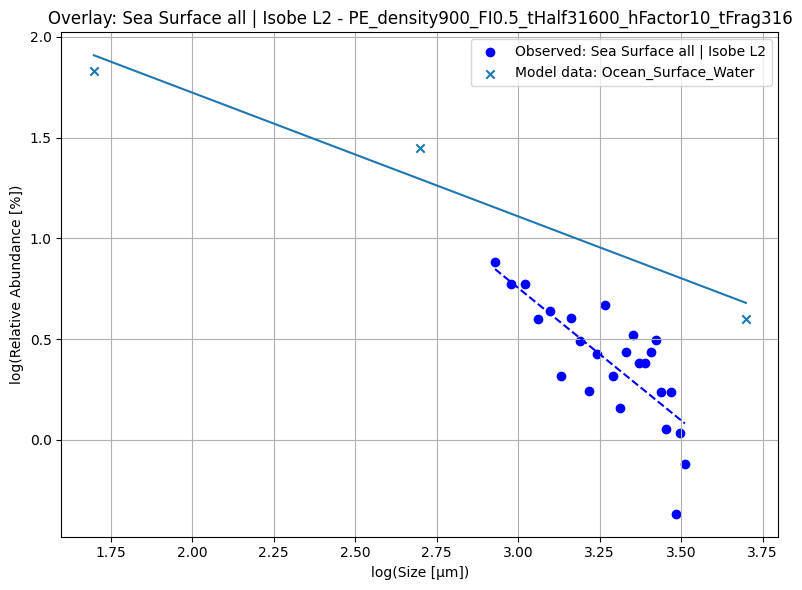 Overlay: Sea Surface all | Isobe L2 - PE_density900_FI0.5_tHalf31600_hFactor10_tFrag316
Observed: Sea Surface all | Isobe L2
Model data: Ocean_Surface_Water
log(Relative Abundance [%])
2.0
1.5
1.0
0.5
0.0
1.75 2.00 2.25 2.50 2.75 3.00 3.25 3.50 3.75
log(Size [µm])